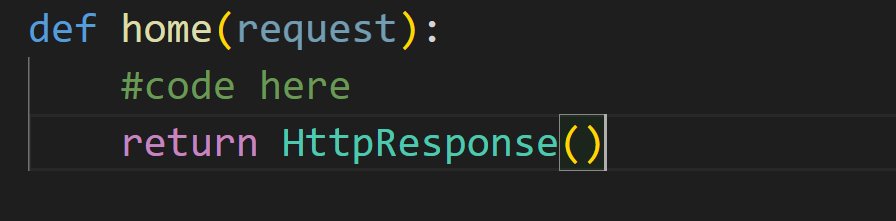 def home(request):
    #code here
    return HttpResponse()